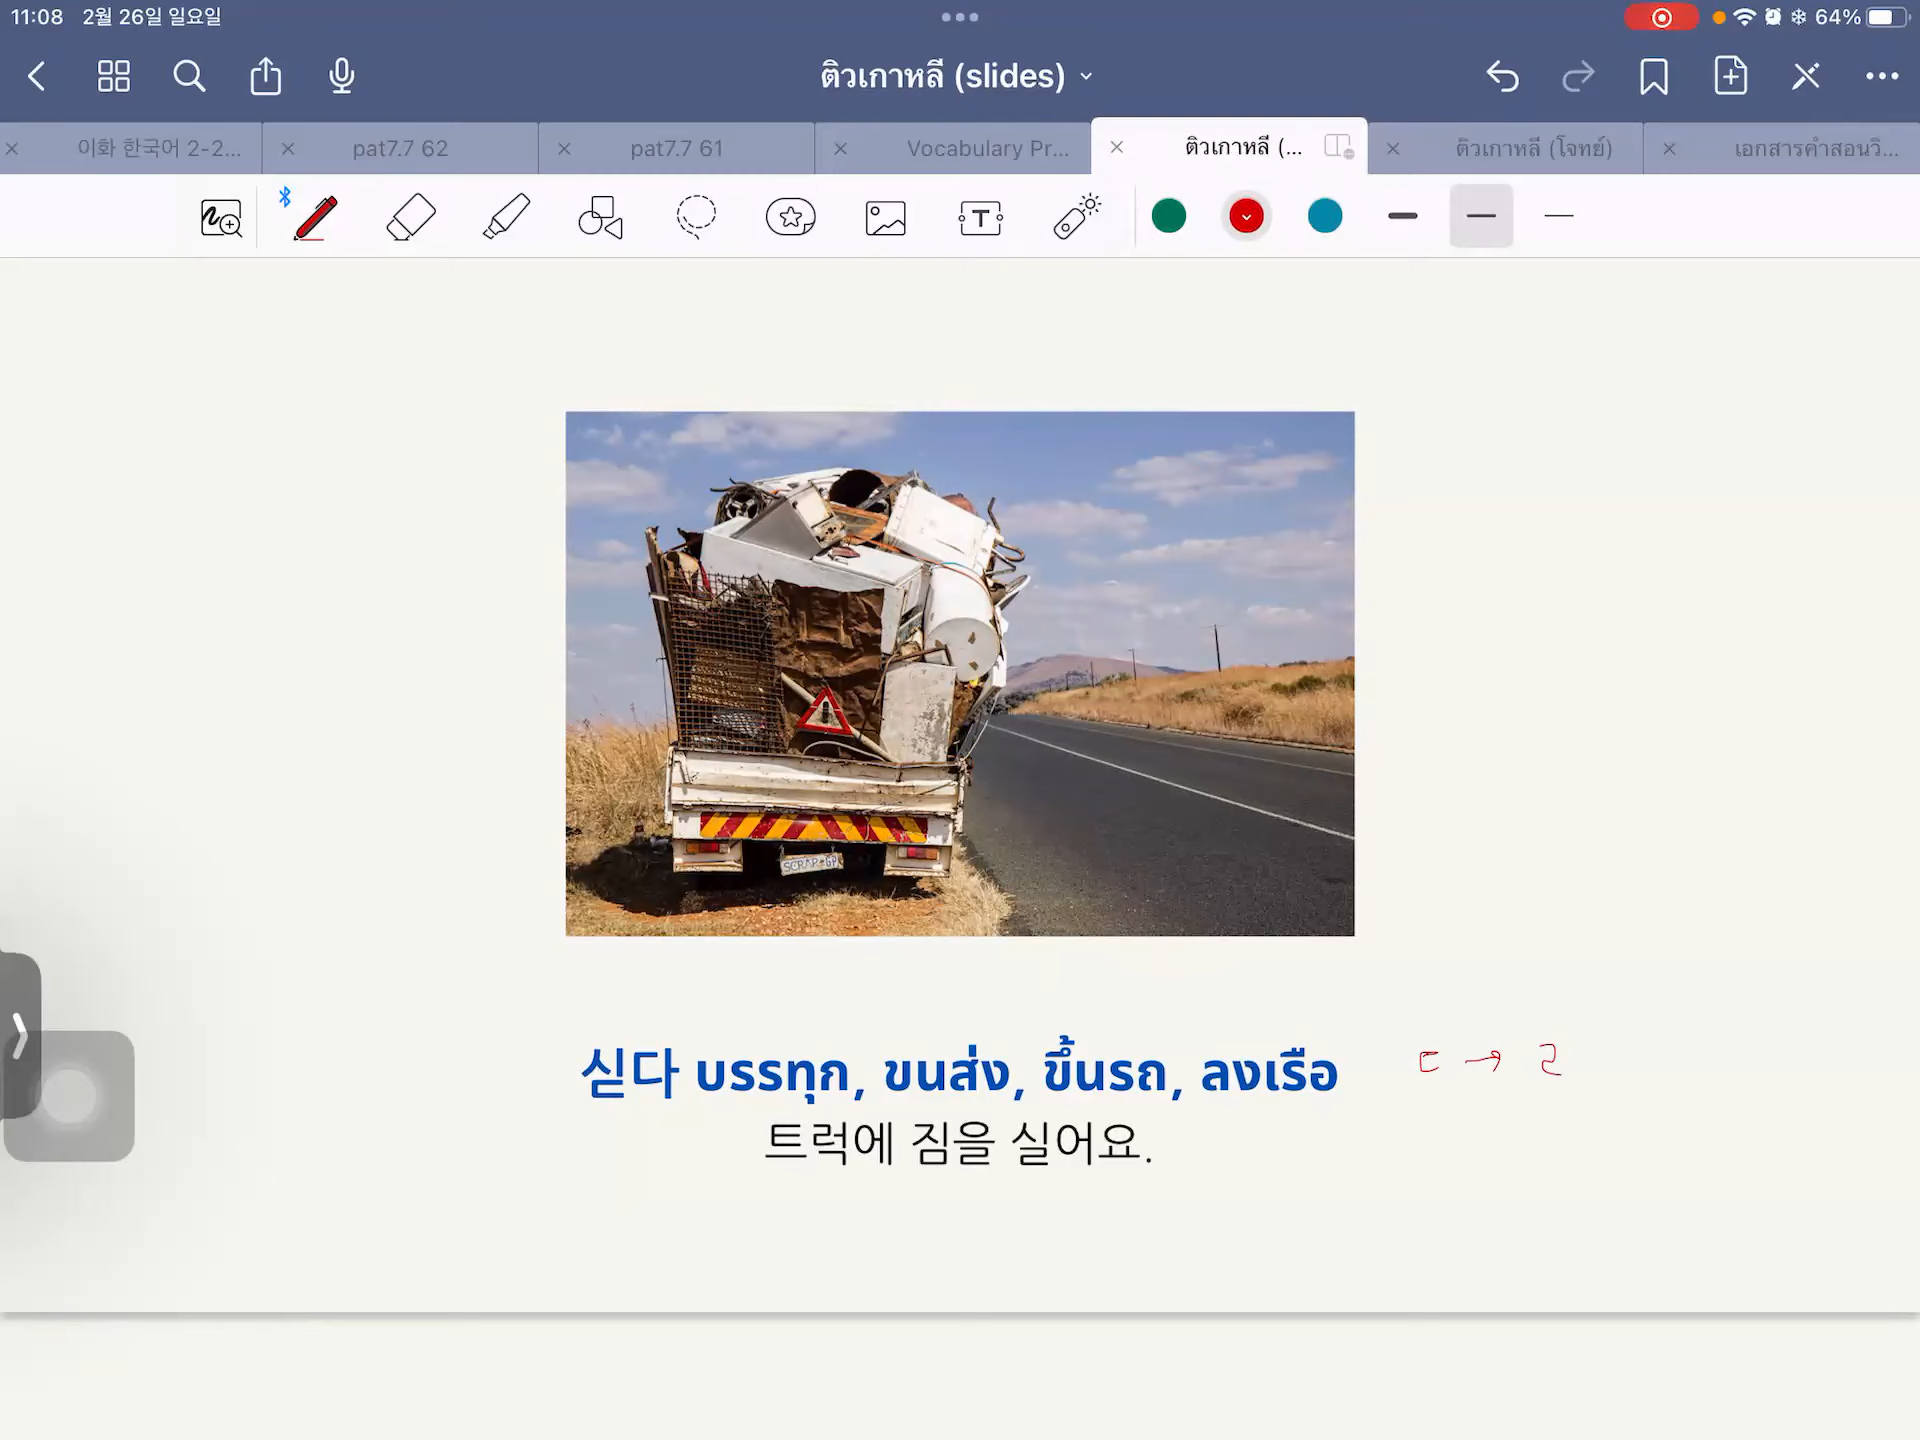 11:08 2월 26일 일요일
64%
ติวเกาหลี (slides)
이화 한국어 2-2...
pat7.7 62
pat7.7 61
Vocabulary Pr...
ติวเกาหลี (...
ติวเกาหลี (โจทย์)
เอกสารคำสอนวิ...
T
SCRAP GP
싣다 บรรทุก, ขนส่ง, ขึ้นรถ, ลงเรือ ㄷ → ㄹ
트럭에 짐을 실어요.